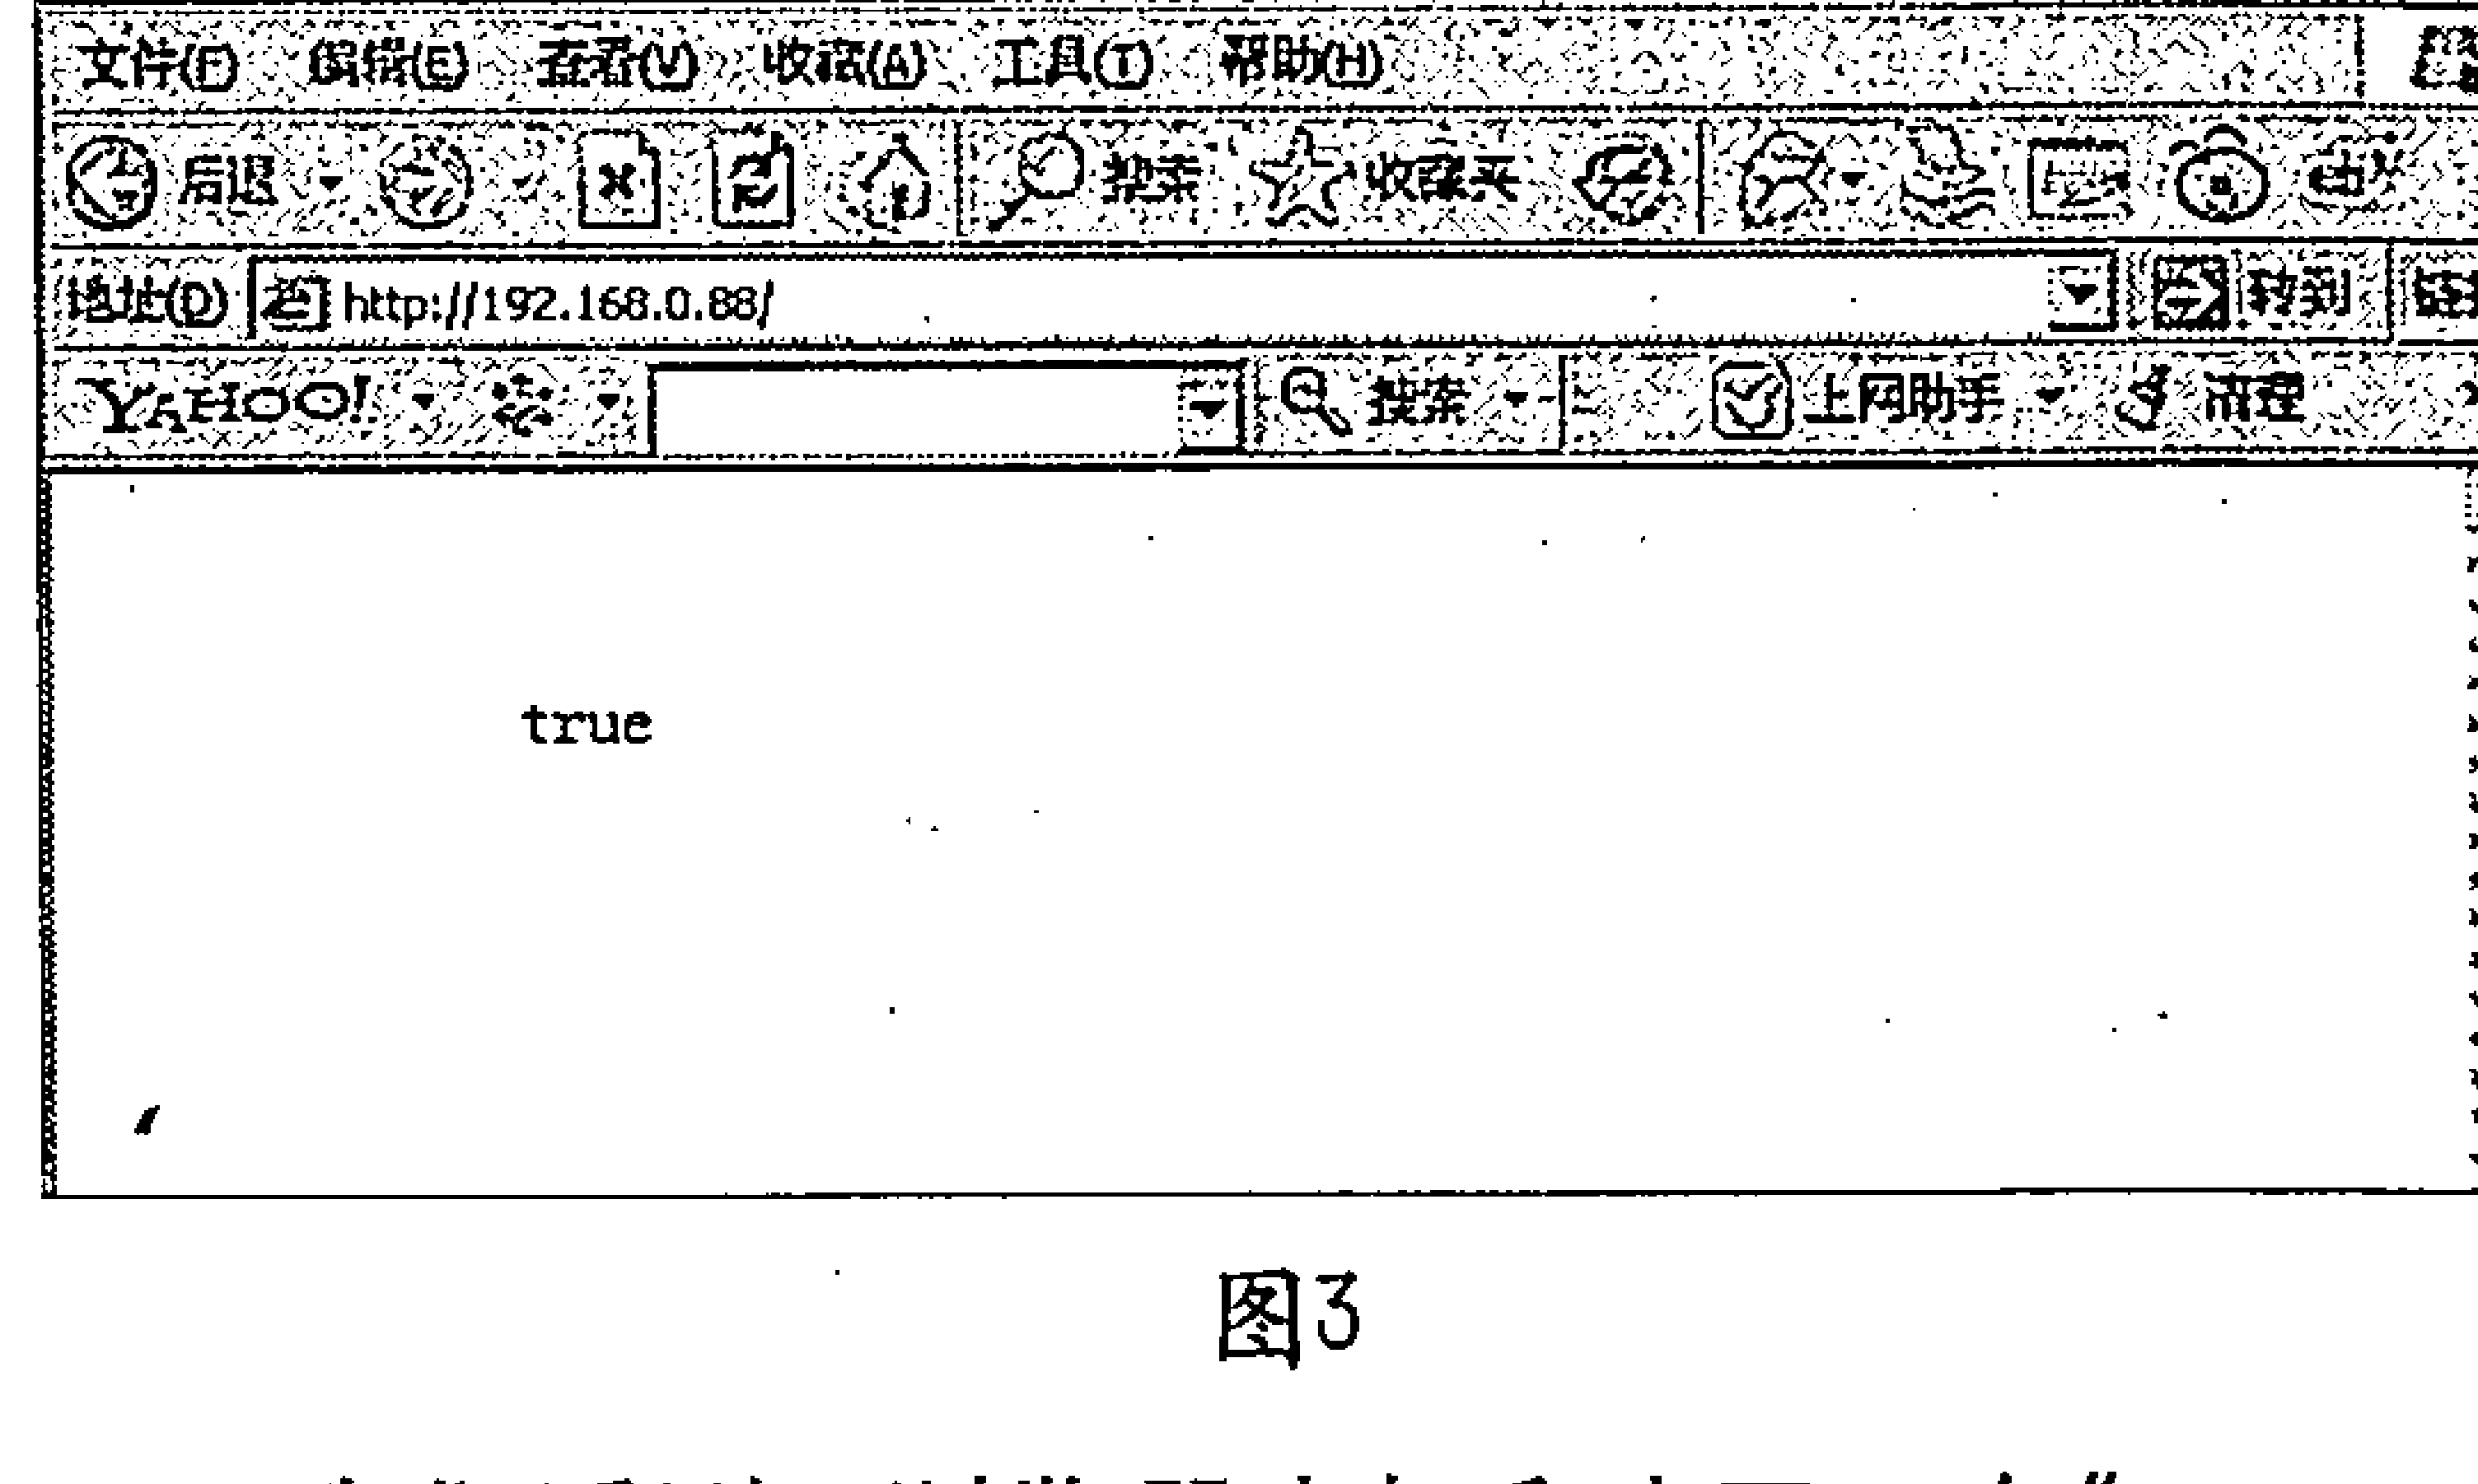 文件(F) 编辑(E) 查看(V) 收藏(A) 工具(T) 帮助(H)
后退 搜索 收藏夹
地址(D) http://192.168.0.88/ 转到
YAHOO! 搜索 上网助手 清理
true
图3